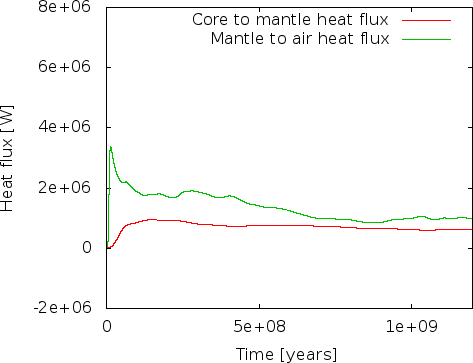 8e+06
Core to mantle heat flux
Mantle to air heat flux
6e+06
4e+06
Heat flux [W]
2e+06
0
-2e+06
0
5e+08
1e+09
Time [years]